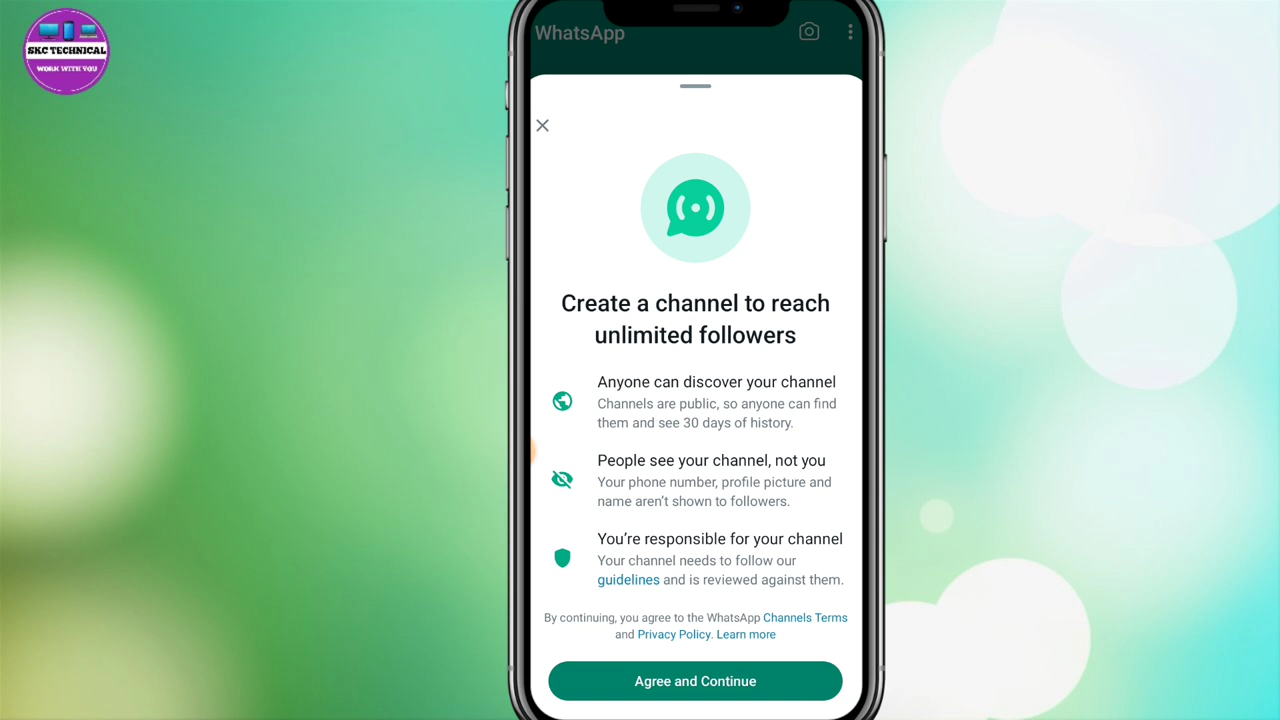 SKC TECHNICAL
WORK WITH YOU
WhatsApp
Create a channel to reach
unlimited followers
Anyone can discover your channel
Channels are public, so anyone can find
them and see 30 days of history.
People see your channel, not you
Your phone number, profile picture and
name aren’t shown to followers.
You’re responsible for your channel
Your channel needs to follow our
guidelines and is reviewed against them.
By continuing, you agree to the WhatsApp Channels Terms
and Privacy Policy. Learn more
Agree and Continue